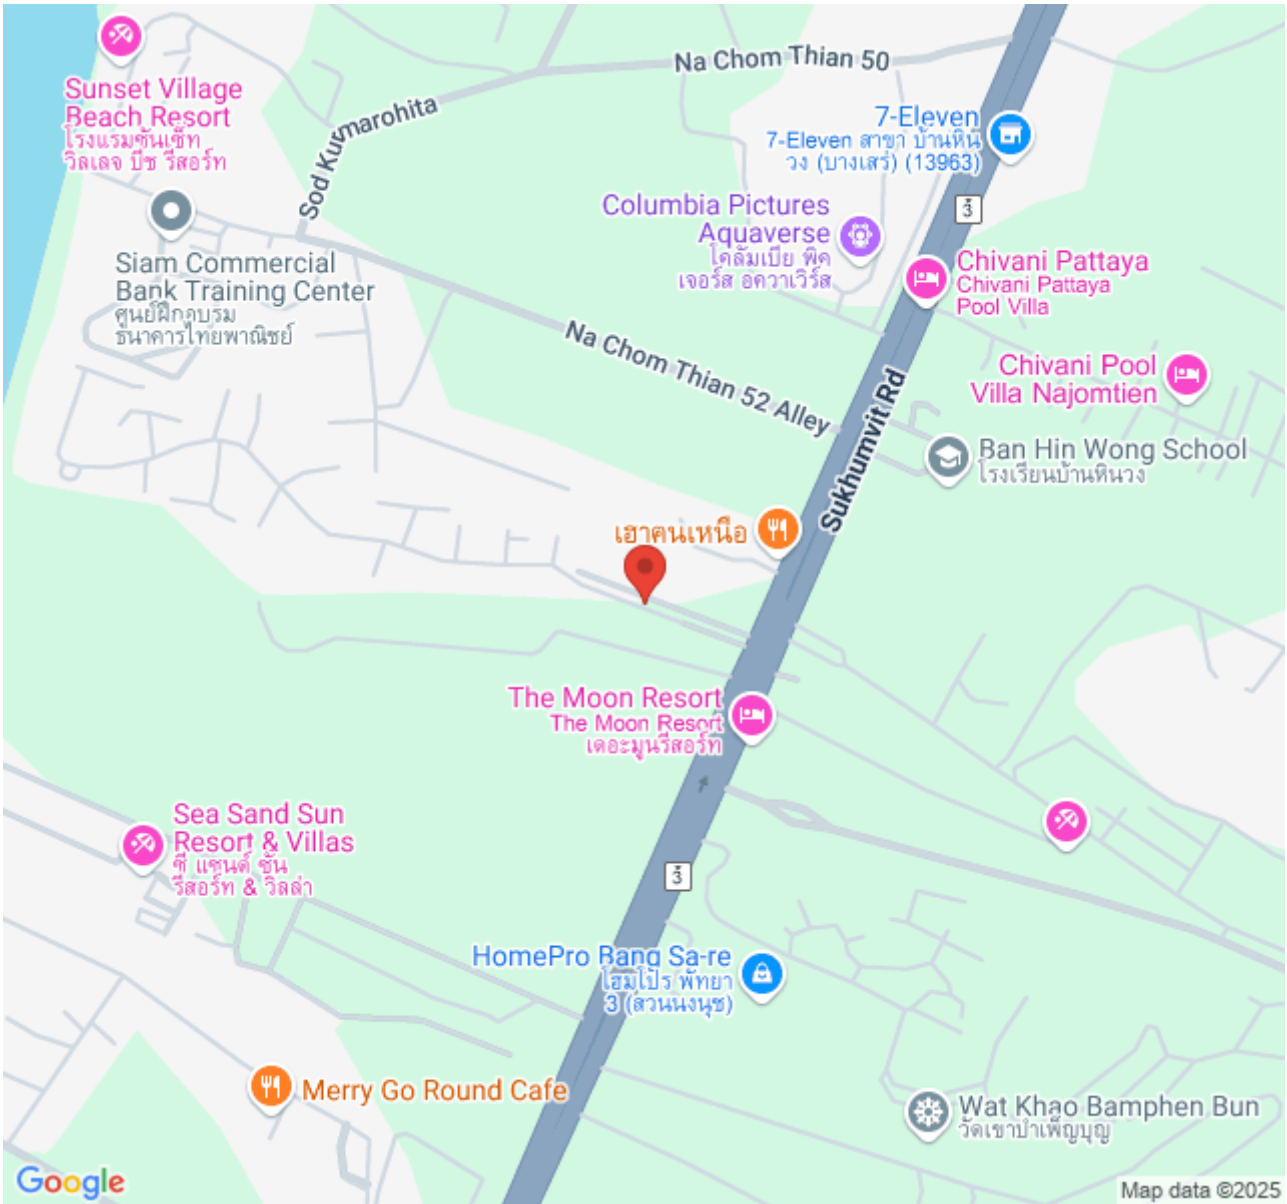 Na Chom Thian 50
Sunset Village
Beach Resort
โรงแรมซันเซ็ท
วิลเลจ บีช รีสอร์ท
Sod Kumarohita
7-Eleven
7-Eleven สาขา บ้านหิน
วง (บางเสร่) (13963)
3
Columbia Pictures
Aquaverse
โคลัมเบีย พิค
เจอร์ส อควาเวิร์ส
Siam Commercial
Bank Training Center
ศูนย์ฝึกอบรม
ธนาคารไทยพาณิชย์
Chivani Pattaya
Chivani Pattaya
Pool Villa
Na Chom Thian 52 Alley
Chivani Pool
Villa Najomtien
Sukhumvit Rd
Ban Hin Wong School
โรงเรียนบ้านหินวง
เฮาคนเหนือ
The Moon Resort
The Moon Resort
เดอะมูนรีสอร์ท
Sea Sand Sun
Resort & Villas
ซี แซนด์ ซัน
รีสอร์ท & วิลล่า
3
HomePro Bang Sa-re
โฮมโปร พัทยา
3 (สวนนงนุช)
Merry Go Round Cafe
Wat Khao Bamphen Bun
วัดเขาบำเพ็ญบุญ
Google
Map data ©2025